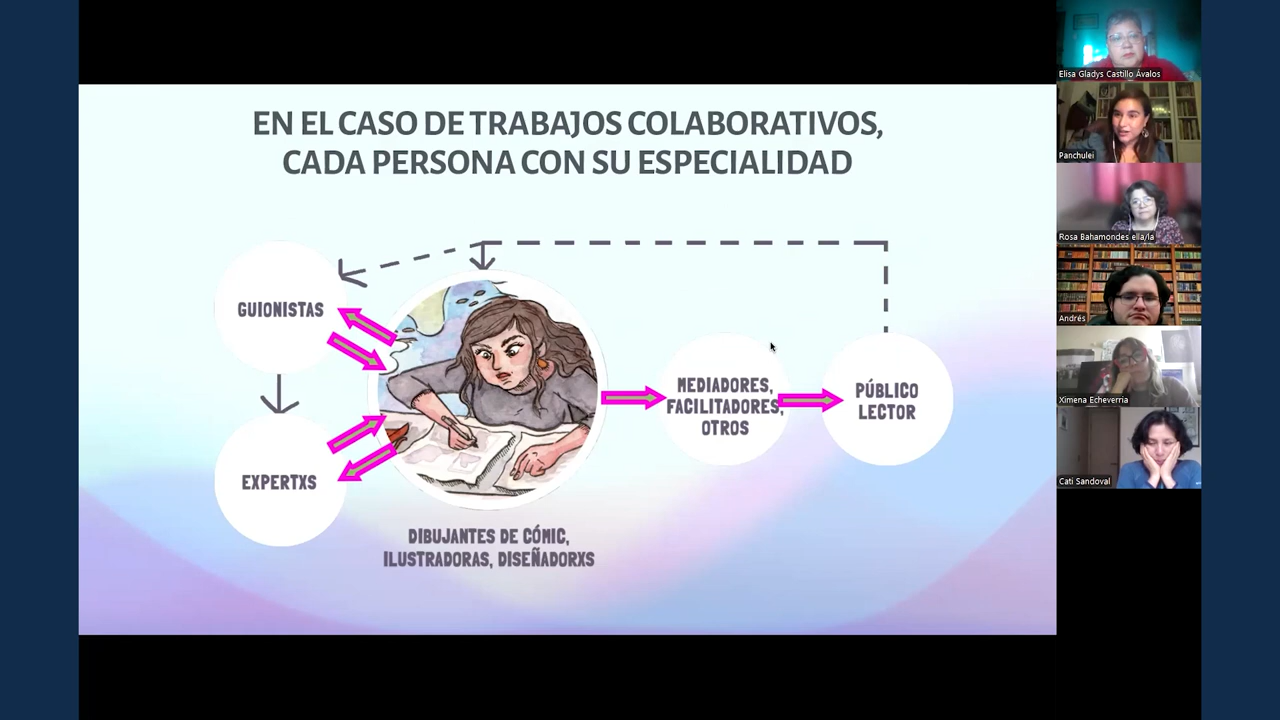 EN EL CASO DE TRABAJOS COLABORATIVOS,
CADA PERSONA CON SU ESPECIALIDAD
GUIONISTAS
EXPERTXS
DIBUJANTES DE CÓMIC,
ILUSTRADORAS, DISEÑADORXS
MEDIADORES,
FACILITADORES,
OTROS
PÚBLICO
LECTOR
Elisa Gladys Castillo Ávalos
Panchulei
Rosa Bahamondes ella/la
Andrés
Ximena Echeverria
Cati Sandoval